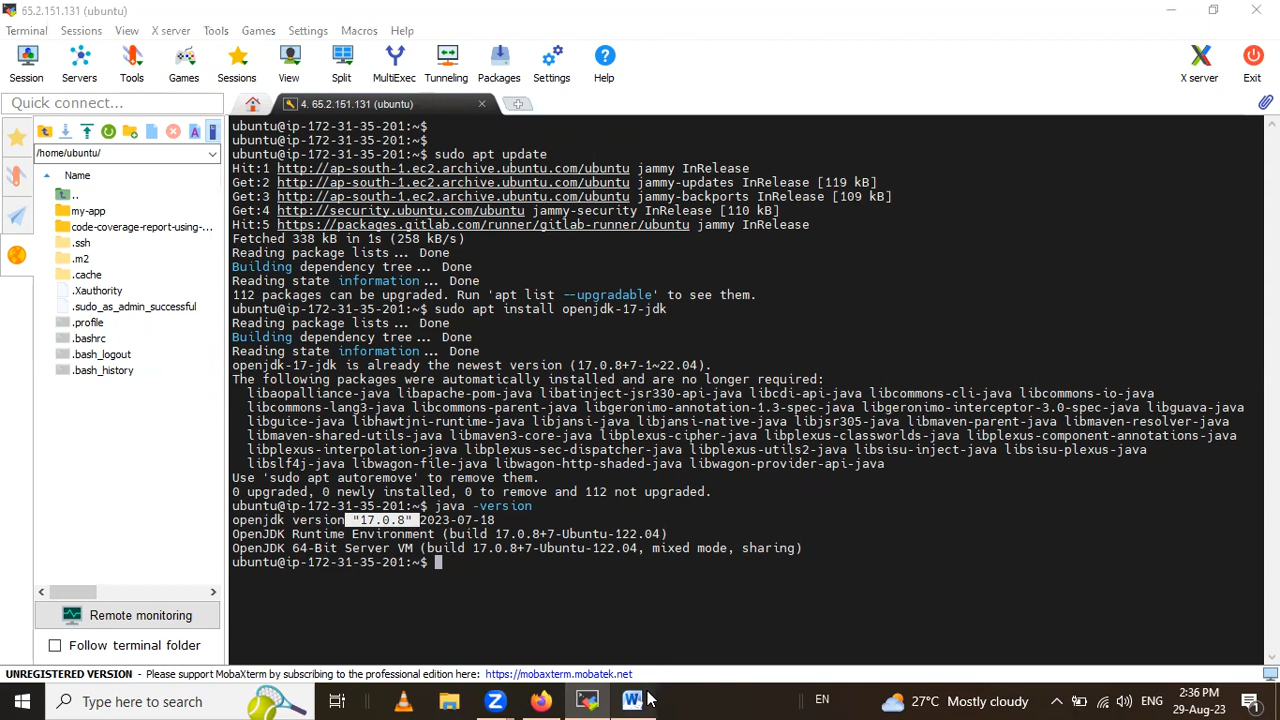 65.2.151.131 (ubuntu)
Terminal Sessions View X server Tools Games Settings Macros Help
Session Servers Tools Games Sessions View Split MultiExec Tunneling Packages Settings Help X server Exit
Quick connect...
4. 65.2.151.131 (ubuntu)
/home/ubuntu/
Name
..
my-app
code-coverage-report-using-...
.ssh
.m2
.cache
.Xauthority
.sudo_as_admin_successful
.profile
.bashrc
.bash_logout
.bash_history
Remote monitoring
Follow terminal folder
ubuntu@ip-172-31-35-201:~$
ubuntu@ip-172-31-35-201:~$
ubuntu@ip-172-31-35-201:~$ sudo apt update
Hit:1 http://ap-south-1.ec2.archive.ubuntu.com/ubuntu jammy InRelease
Get:2 http://ap-south-1.ec2.archive.ubuntu.com/ubuntu jammy-updates InRelease [119 kB]
Get:3 http://ap-south-1.ec2.archive.ubuntu.com/ubuntu jammy-backports InRelease [109 kB]
Get:4 http://security.ubuntu.com/ubuntu jammy-security InRelease [110 kB]
Hit:5 https://packages.gitlab.com/runner/gitlab-runner/ubuntu jammy InRelease
Fetched 338 kB in 1s (258 kB/s)
Reading package lists... Done
Building dependency tree... Done
Reading state information... Done
112 packages can be upgraded. Run 'apt list --upgradable' to see them.
ubuntu@ip-172-31-35-201:~$ sudo apt install openjdk-17-jdk
Reading package lists... Done
Building dependency tree... Done
Reading state information... Done
openjdk-17-jdk is already the newest version (17.0.8+7-1~22.04).
The following packages were automatically installed and are no longer required:
libaopalliance-java libapache-pom-java libatinject-jsr330-api-java libcdi-api-java libcommons-cli-java libcommons-io-java
libcommons-lang3-java libcommons-parent-java libgeronimo-annotation-1.3-spec-java libgeronimo-interceptor-3.0-spec-java libguava-java
libguice-java libhawtjni-runtime-java libjansi-java libjansi-native-java libjsr305-java libmaven-parent-java libmaven-resolver-java
libmaven-shared-utils-java libmaven3-core-java libplexus-cipher-java libplexus-classworlds-java libplexus-component-annotations-java
libplexus-interpolation-java libplexus-sec-dispatcher-java libplexus-utils2-java libsisu-inject-java libsisu-plexus-java
libslf4j-java libwagon-file-java libwagon-http-shaded-java libwagon-provider-api-java
Use 'sudo apt autoremove' to remove them.
0 upgraded, 0 newly installed, 0 to remove and 112 not upgraded.
ubuntu@ip-172-31-35-201:~$ java -version
openjdk version "17.0.8" 2023-07-18
OpenJDK Runtime Environment (build 17.0.8+7-Ubuntu-122.04)
OpenJDK 64-Bit Server VM (build 17.0.8+7-Ubuntu-122.04, mixed mode, sharing)
ubuntu@ip-172-31-35-201:~$
UNREGISTERED VERSION - Please support MobaXterm by subscribing to the professional edition here: https://mobaxterm.mobatek.net
Type here to search
EN
27°C Mostly cloudy
ENG
2:36 PM
29-Aug-23
1